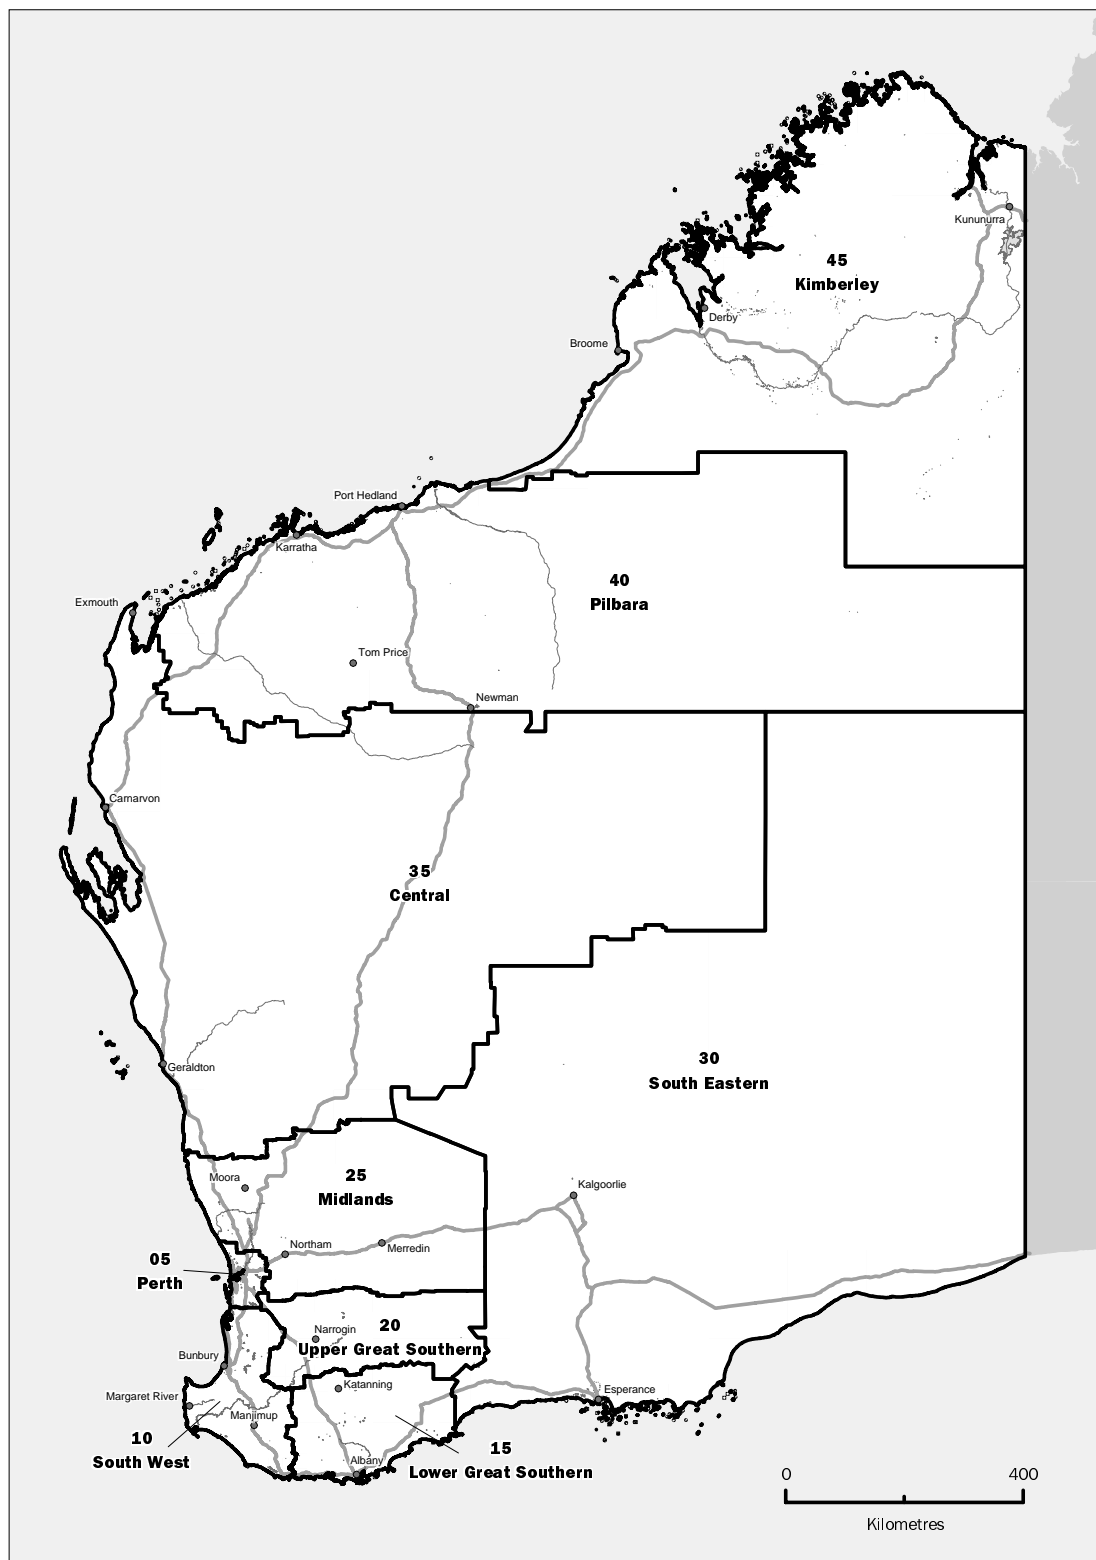 Kununurra
45
Kimberley
Derby
Broome
Port Hedland
Karratha
40
Pilbara
Exmouth
Tom Price
Newman
Carnarvon
35
Central
30
South Eastern
Geraldton
25
Midlands
Moora
Kalgoorlie
Northam
Merredin
05
Perth
20
Upper Great Southern
Narrogin
Bunbury
Katanning
Margaret River
Esperance
Manjimup
10
South West
15
Lower Great Southern
Albany
0 400
Kilometres